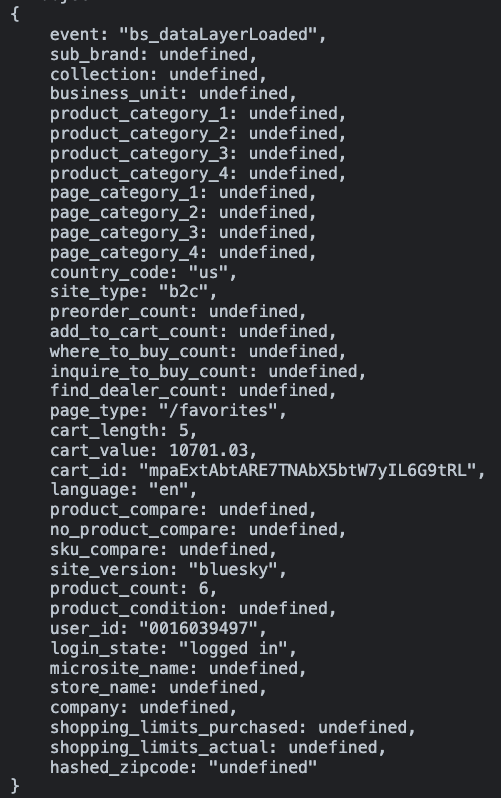 {
event: "bs_dataLayerLoaded",
sub_brand: undefined,
collection: undefined,
business_unit: undefined,
product_category_1: undefined,
product_category_2: undefined,
product_category_3: undefined,
product_category_4: undefined,
page_category_1: undefined,
page_category_2: undefined,
page_category_3: undefined,
page_category_4: undefined,
country_code: "us",
site_type: "b2c",
preorder_count: undefined,
add_to_cart_count: undefined,
where_to_buy_count: undefined,
inquire_to_buy_count: undefined,
find_dealer_count: undefined,
page_type: "/favorites",
cart_length: 5,
cart_value: 10701.03,
cart_id: "mpaExtAbtARE7TNAbX5btW7yIL6G9tRL",
language: "en",
product_compare: undefined,
no_product_compare: undefined,
sku_compare: undefined,
site_version: "bluesky",
product_count: 6,
product_condition: undefined,
user_id: "0016039497",
login_state: "logged in",
microsite_name: undefined,
store_name: undefined,
company: undefined,
shopping_limits_purchased: undefined,
shopping_limits_actual: undefined,
hashed_zipcode: "undefined"
}